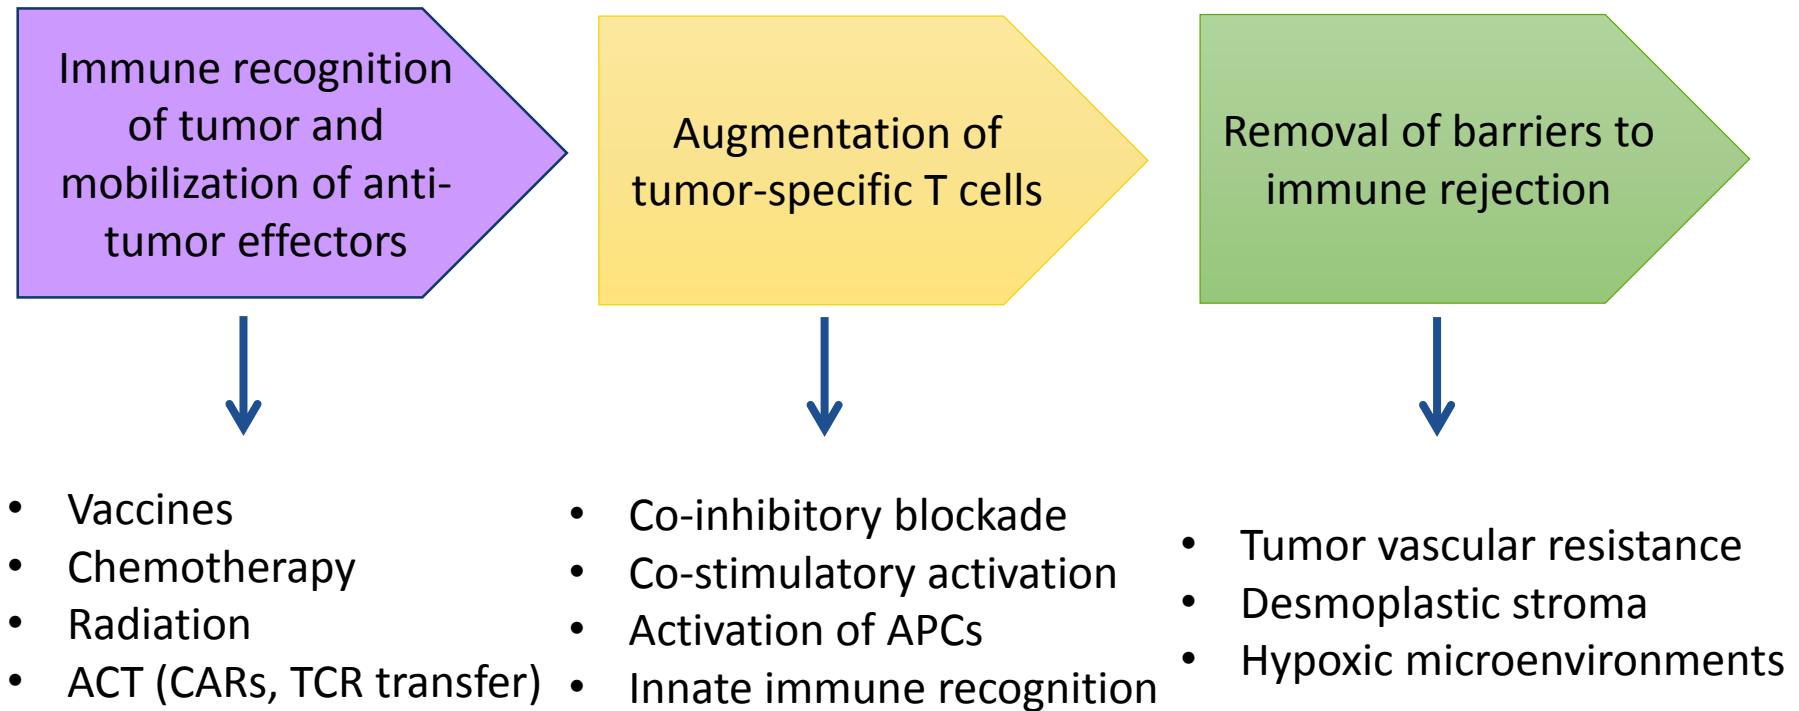 Immune recognition
of tumor and
mobilization of anti-
tumor effectors
Augmentation of
tumor-specific T cells
Removal of barriers to
immune rejection
• Vaccines
• Chemotherapy
• Radiation
• ACT (CARs, TCR transfer)
• Co-inhibitory blockade
• Co-stimulatory activation
• Activation of APCs
• Innate immune recognition
• Tumor vascular resistance
• Desmoplastic stroma
• Hypoxic microenvironments